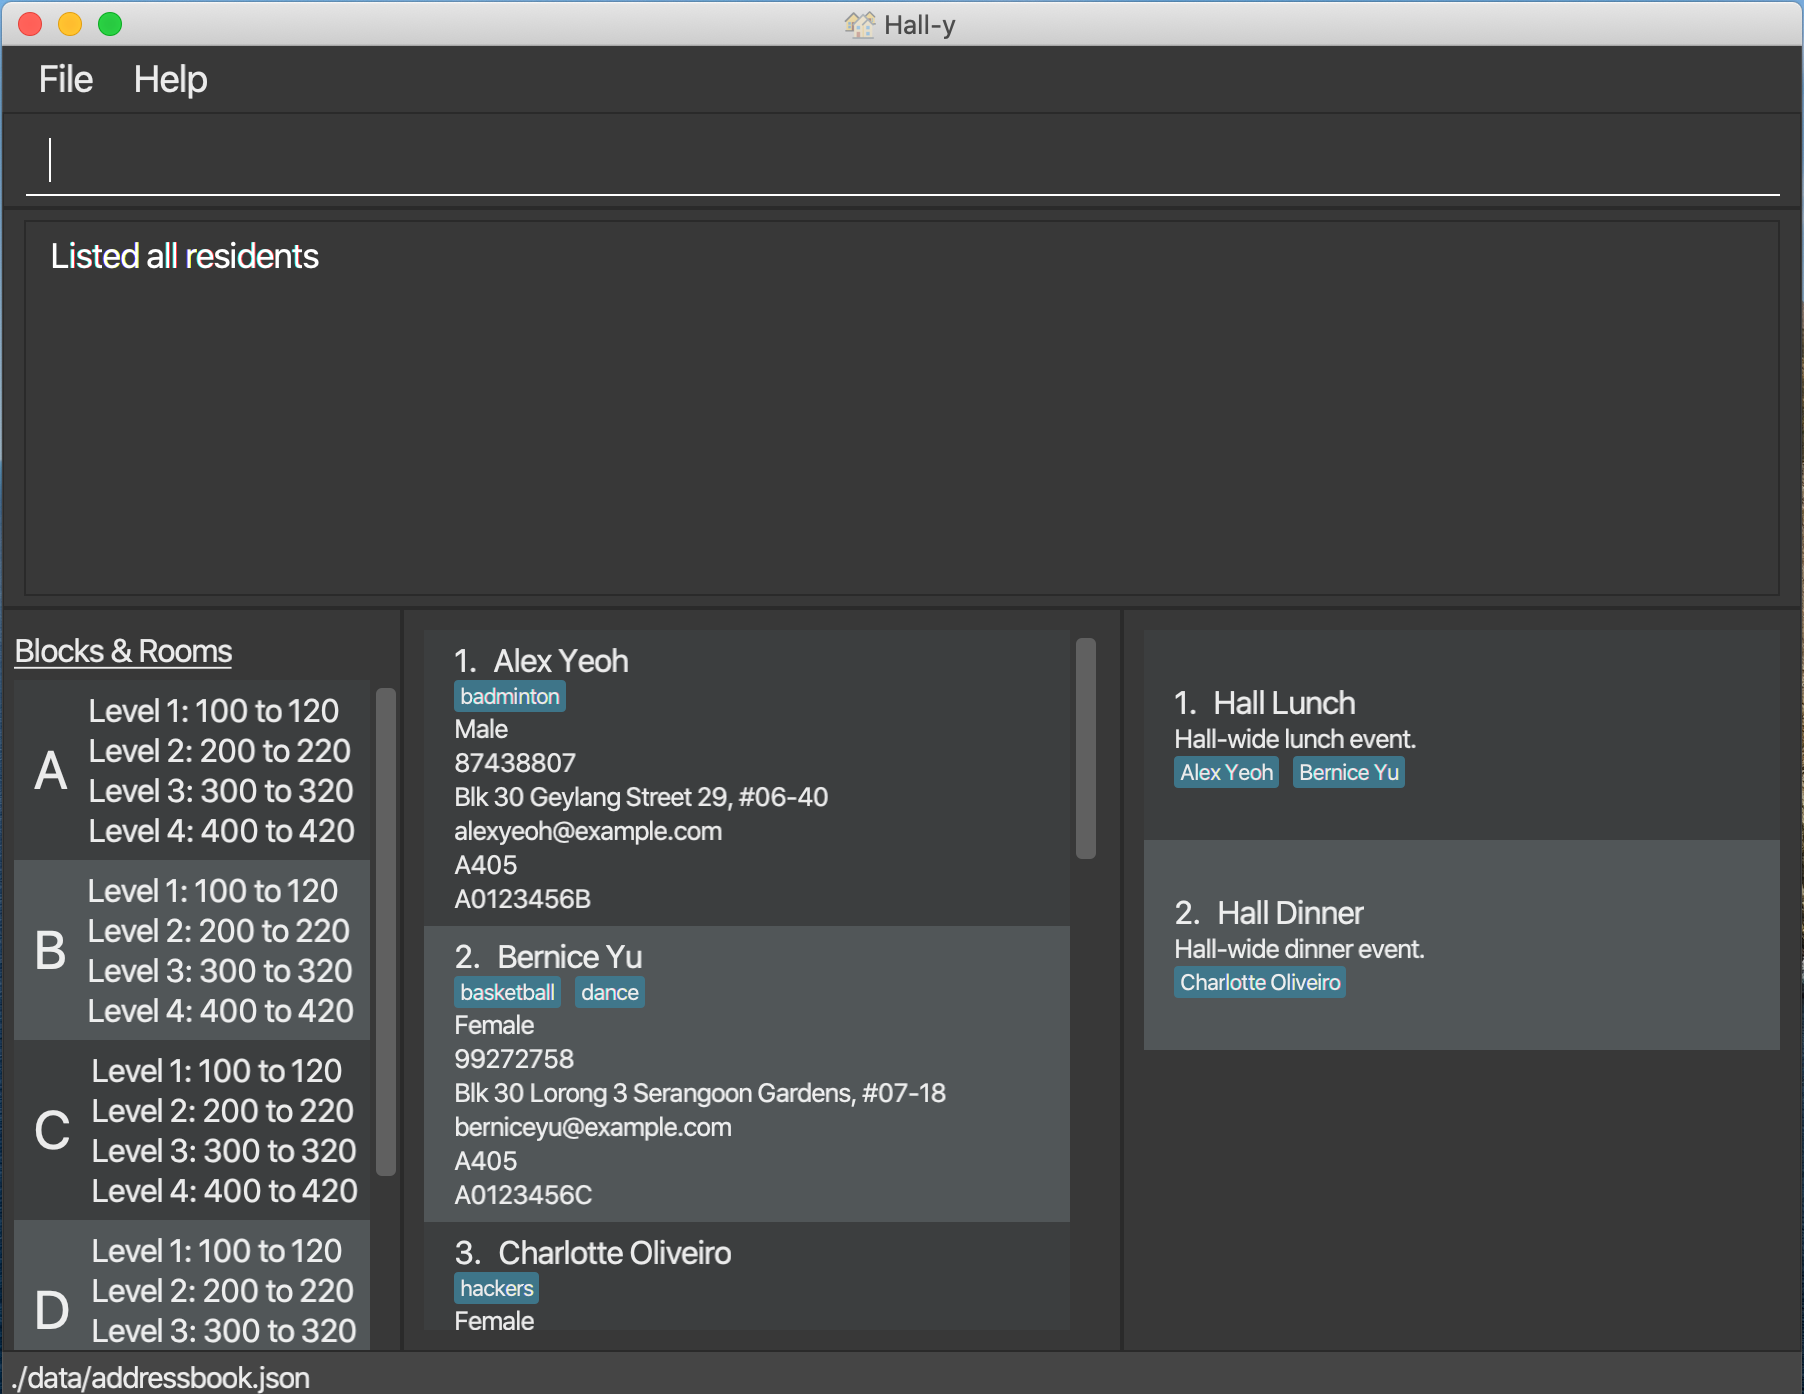 Hall-y
File Help
Listed all residents
Blocks & Rooms
A
Level 1: 100 to 120
Level 2: 200 to 220
Level 3: 300 to 320
Level 4: 400 to 420
B
Level 1: 100 to 120
Level 2: 200 to 220
Level 3: 300 to 320
Level 4: 400 to 420
C
Level 1: 100 to 120
Level 2: 200 to 220
Level 3: 300 to 320
Level 4: 400 to 420
D
Level 1: 100 to 120
Level 2: 200 to 220
Level 3: 300 to 320
1. Alex Yeoh
badminton
Male
87438807
Blk 30 Geylang Street 29, #06-40
alexyeoh@example.com
A405
A0123456B
2. Bernice Yu
basketball dance
Female
99272758
Blk 30 Lorong 3 Serangoon Gardens, #07-18
berniceyu@example.com
A405
A0123456C
3. Charlotte Oliveiro
hackers
Female
1. Hall Lunch
Hall-wide lunch event.
Alex Yeoh Bernice Yu
2. Hall Dinner
Hall-wide dinner event.
Charlotte Oliveiro
./data/addressbook.json